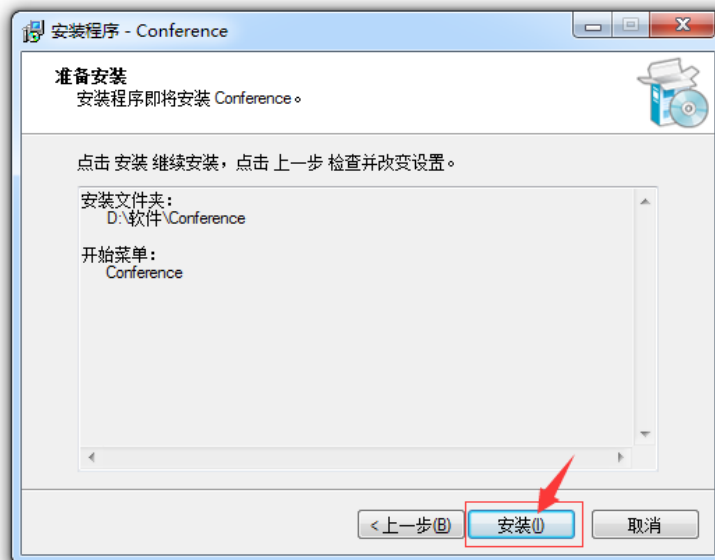 安装程序 - Conference
准备安装
安装程序即将安装 Conference。
点击 安装 继续安装，点击 上一步 检查并改变设置。
安装文件夹：
D:\软件\Conference
开始菜单：
Conference
<上一步(B)
安装(I)
取消